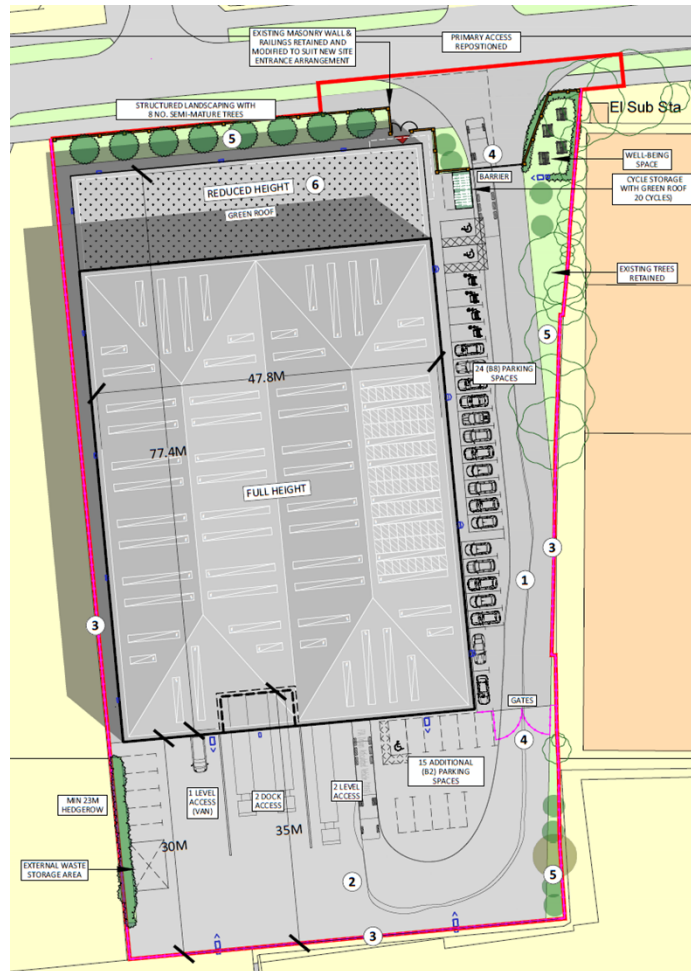 EXISTING MASONRY WALL &
RAILINGS RETAINED AND
MODIFIED TO SUIT NEW SITE
ENTRANCE ARRANGEMENT
PRIMARY ACCESS
REPOSITIONED
STRUCTURED LANDSCAPING WITH
8 NO. SEMI-MATURE TREES
El Sub Sta
5
4
BARRIER
WELL-BEING
SPACE
CYCLE STORAGE
WITH GREEN ROOF
20 CYCLES)
REDUCED HEIGHT
6
GREEN ROOF
EXISTING TREES
RETAINED
5
47.8M
24 (B8) PARKING
SPACES
77.4M
FULL HEIGHT
3
1
3
GATES
4
MIN 23M
HEDGEROW
1 LEVEL
ACCESS
(VAN)
2 DOCK
ACCESS
2 LEVEL
ACCESS
15 ADDITIONAL
(B2) PARKING
SPACES
30M
35M
EXTERNAL WASTE
STORAGE AREA
2
5
3